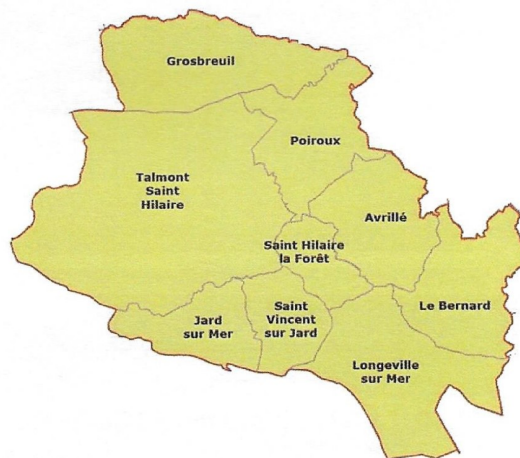 Grosbreuil
Poiroux
Talmont
Saint
Hilaire
Avrillé
Saint Hilaire
la Forêt
Le Bernard
Jard
sur Mer
Saint
Vincent
sur Jard
Longeville
sur Mer